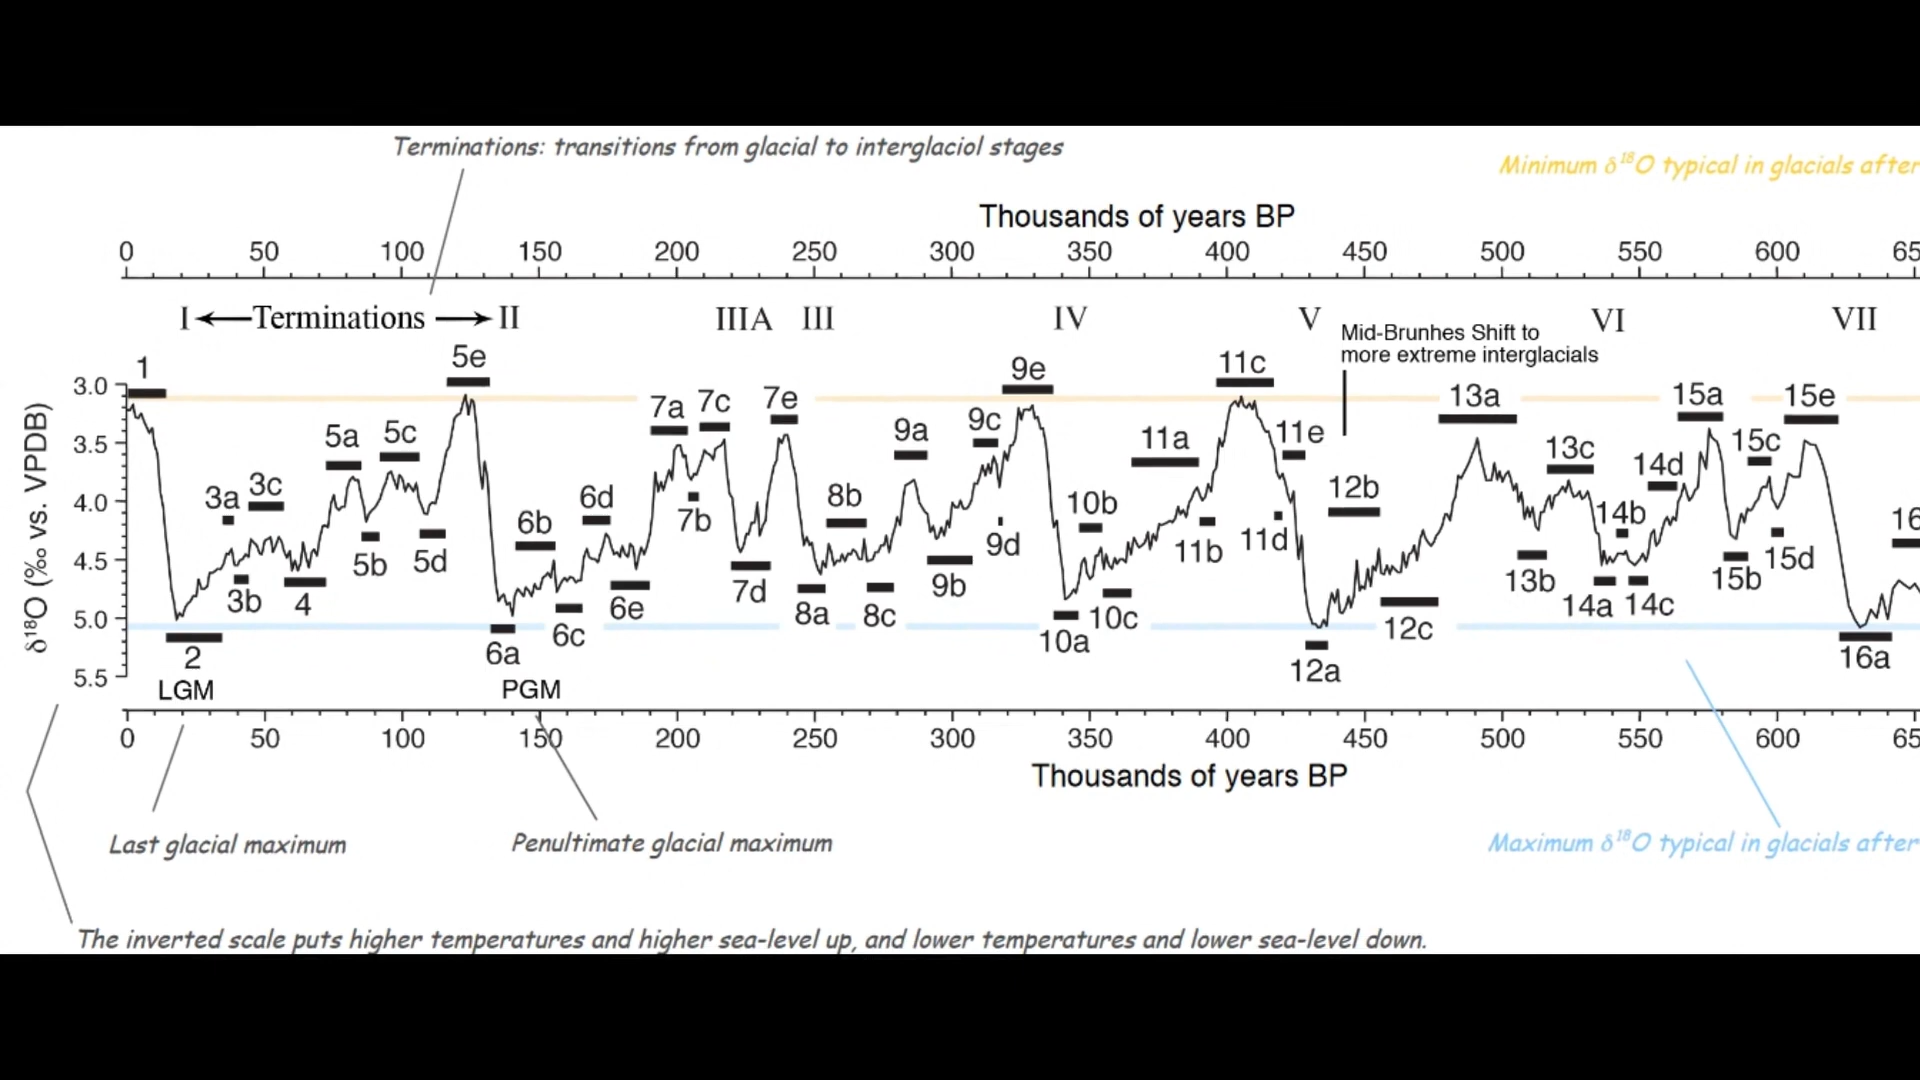 Terminations: transitions from glacial to interglaciol stages
Minimum δ¹⁸O typical in glacials after
Thousands of years BP
0 50 100 150 200 250 300 350 400 450 500 550 600 65
I Terminations II IIIA III IV V VI VII
Mid-Brunhes Shift to
more extreme interglacials
1 5e 9e 11c
7a 7c 7e 13a 15a 15e
5a 5c 9a 9c 11a 11e 13c 15c
3a 3c 6d 8b 10b 12b 14d
6b 7b 9d 11b 11d 14b 16
5b 5d 13b 15b 15d
3b 4 6e 7d 8a 8c 9b 10c 14a 14c
2 6a 6c 10a 12a 12c 16a
3.0
3.5
4.0
4.5
5.0
5.5
δ¹⁸O (‰ vs. VPDB)
LGM PGM
0 50 100 150 200 250 300 350 400 450 500 550 600 65
Thousands of years BP
Last glacial maximum
Penultimate glacial maximum
Maximum δ¹⁸O typical in glacials after
The inverted scale puts higher temperatures and higher sea-level up, and lower temperatures and lower sea-level down.